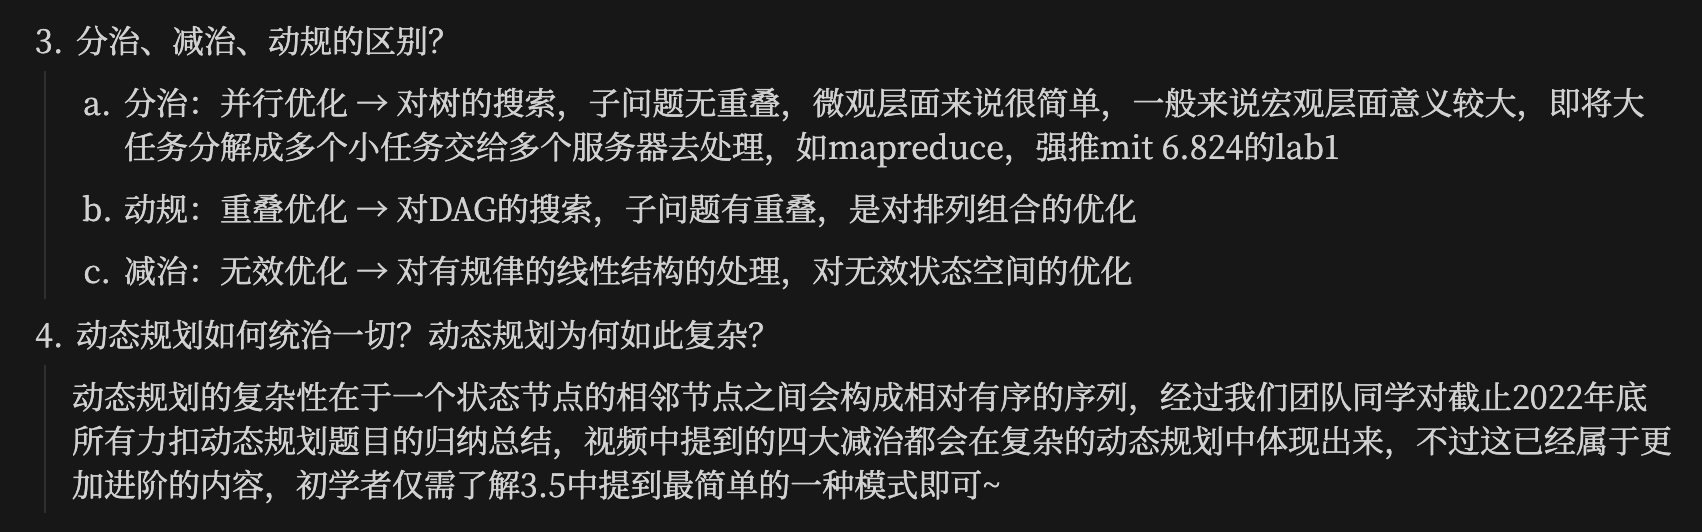 3. 分治、减治、动规的区别?
a. 分治：并行优化 → 对树的搜索，子问题无重叠，微观层面来说很简单，一般来说宏观层面意义较大，即将大
任务分解成多个小任务交给多个服务器去处理，如mapreduce，强推mit 6.824的lab1
b. 动规：重叠优化 → 对DAG的搜索，子问题有重叠，是对排列组合的优化
c. 减治：无效优化 → 对有规律的线性结构的处理，对无效状态空间的优化
4. 动态规划如何统治一切？动态规划为何如此复杂?
动态规划的复杂性在于一个状态节点的相邻节点之间会构成相对有序的序列，经过我们团队同学对截止2022年底
所有力扣动态规划题目的归纳总结，视频中提到的四大减治都会在复杂的动态规划中体现出来，不过这已经属于更
加进阶的内容，初学者仅需了解3.5中提到最简单的一种模式即可~